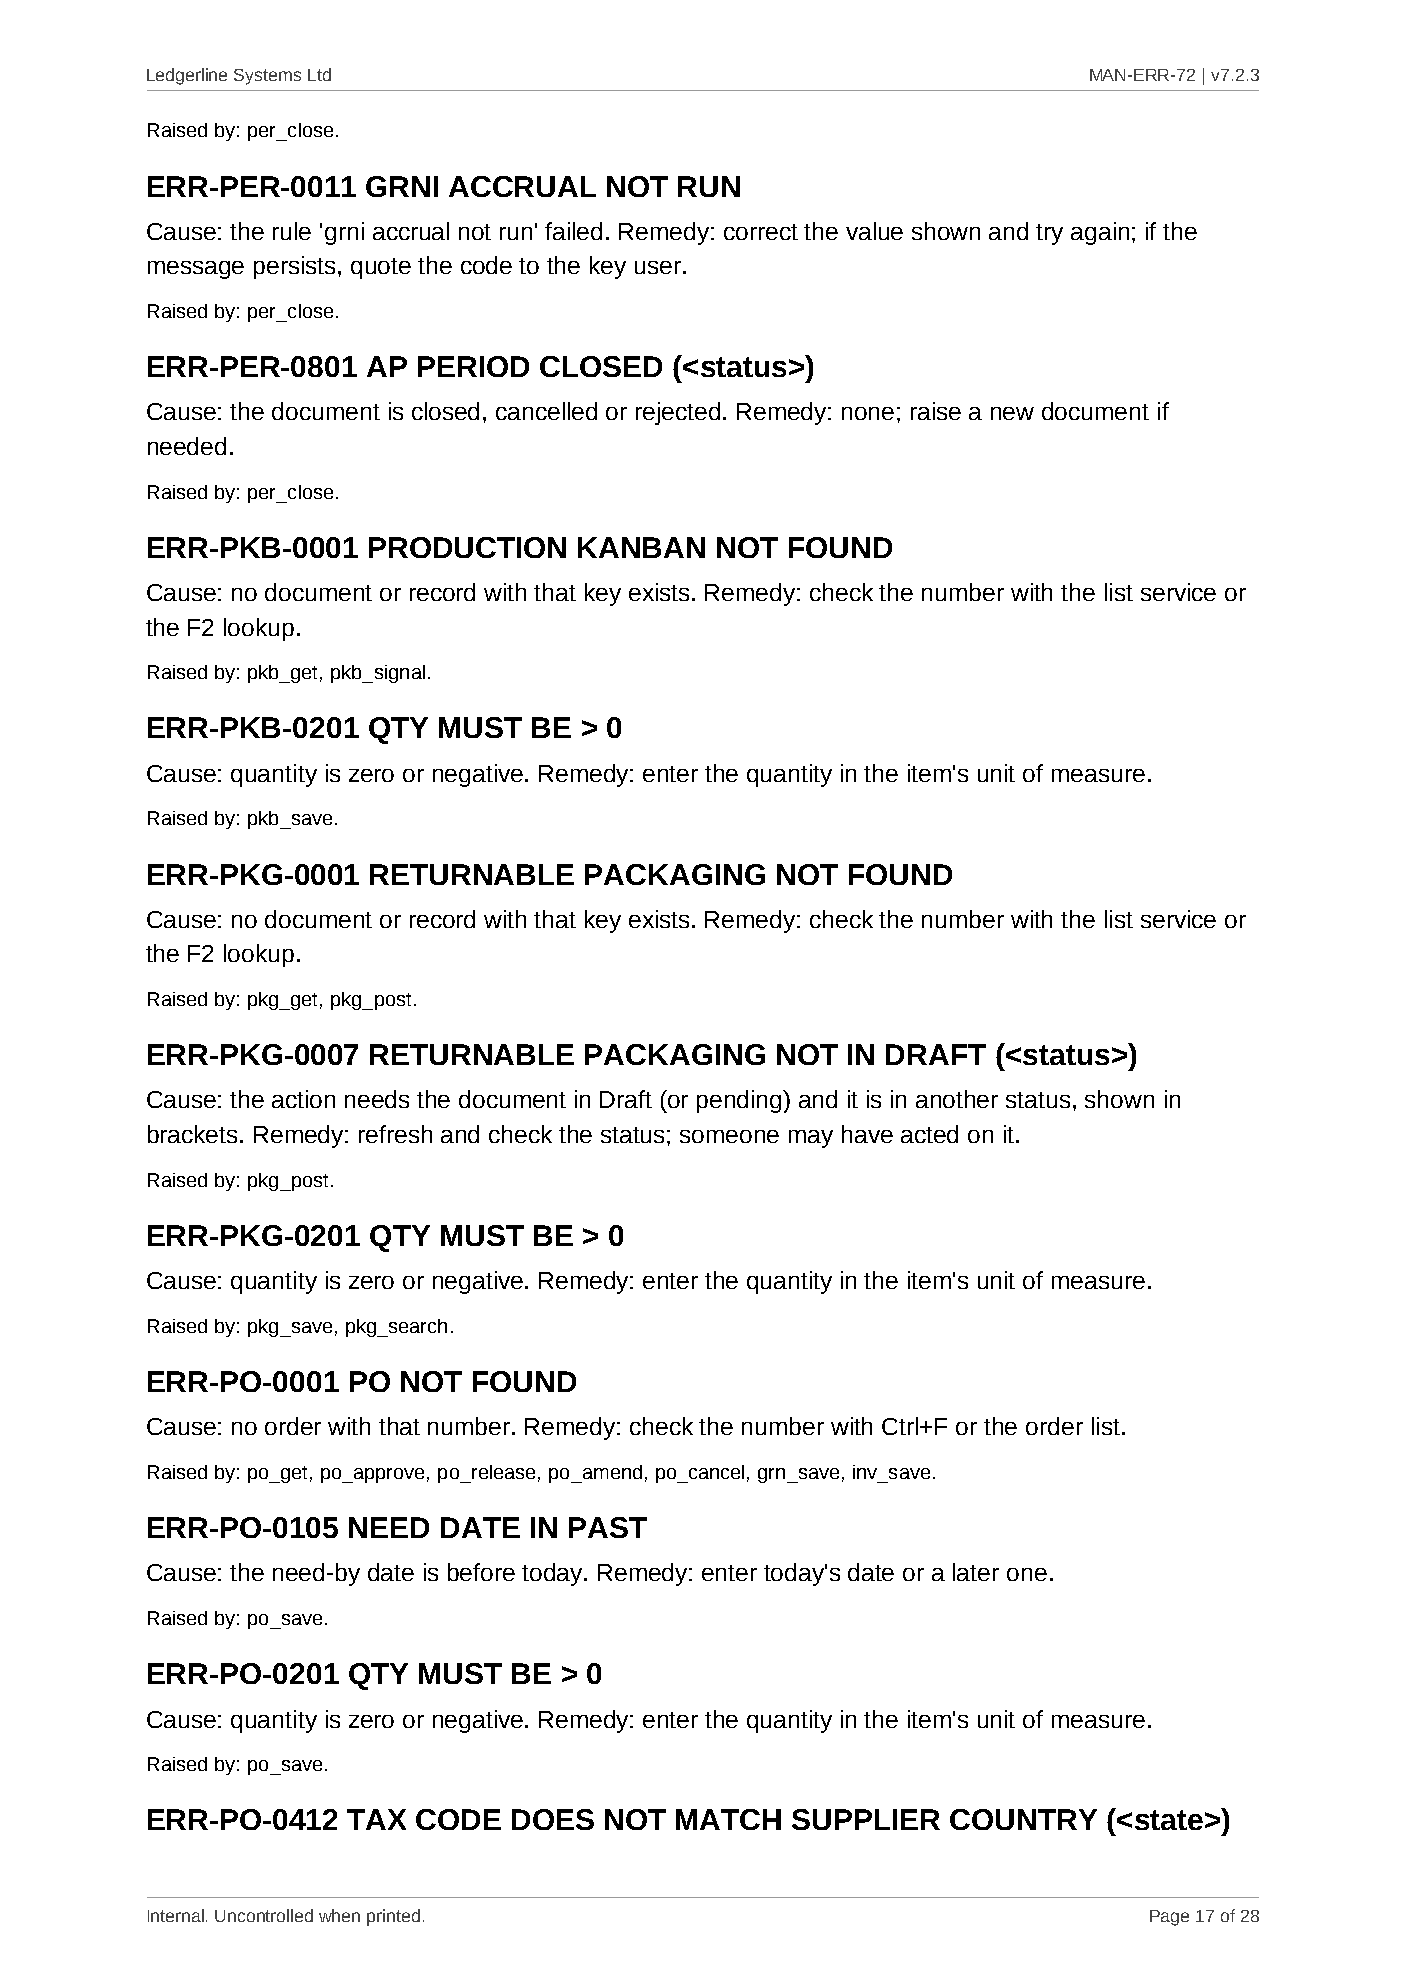 Ledgerline Systems Ltd
MAN-ERR-72 | v7.2.3
Raised by: per_close.
ERR-PER-0011 GRNI ACCRUAL NOT RUN
Cause: the rule 'grni accrual not run' failed. Remedy: correct the value shown and try again; if the
message persists, quote the code to the key user.
Raised by: per_close.
ERR-PER-0801 AP PERIOD CLOSED (<status>)
Cause: the document is closed, cancelled or rejected. Remedy: none; raise a new document if
needed.
Raised by: per_close.
ERR-PKB-0001 PRODUCTION KANBAN NOT FOUND
Cause: no document or record with that key exists. Remedy: check the number with the list service or
the F2 lookup.
Raised by: pkb_get, pkb_signal.
ERR-PKB-0201 QTY MUST BE > 0
Cause: quantity is zero or negative. Remedy: enter the quantity in the item's unit of measure.
Raised by: pkb_save.
ERR-PKG-0001 RETURNABLE PACKAGING NOT FOUND
Cause: no document or record with that key exists. Remedy: check the number with the list service or
the F2 lookup.
Raised by: pkg_get, pkg_post.
ERR-PKG-0007 RETURNABLE PACKAGING NOT IN DRAFT (<status>)
Cause: the action needs the document in Draft (or pending) and it is in another status, shown in
brackets. Remedy: refresh and check the status; someone may have acted on it.
Raised by: pkg_post.
ERR-PKG-0201 QTY MUST BE > 0
Cause: quantity is zero or negative. Remedy: enter the quantity in the item's unit of measure.
Raised by: pkg_save, pkg_search.
ERR-PO-0001 PO NOT FOUND
Cause: no order with that number. Remedy: check the number with Ctrl+F or the order list.
Raised by: po_get, po_approve, po_release, po_amend, po_cancel, grn_save, inv_save.
ERR-PO-0105 NEED DATE IN PAST
Cause: the need-by date is before today. Remedy: enter today's date or a later one.
Raised by: po_save.
ERR-PO-0201 QTY MUST BE > 0
Cause: quantity is zero or negative. Remedy: enter the quantity in the item's unit of measure.
Raised by: po_save.
ERR-PO-0412 TAX CODE DOES NOT MATCH SUPPLIER COUNTRY (<state>)
Internal. Uncontrolled when printed.
Page 17 of 28